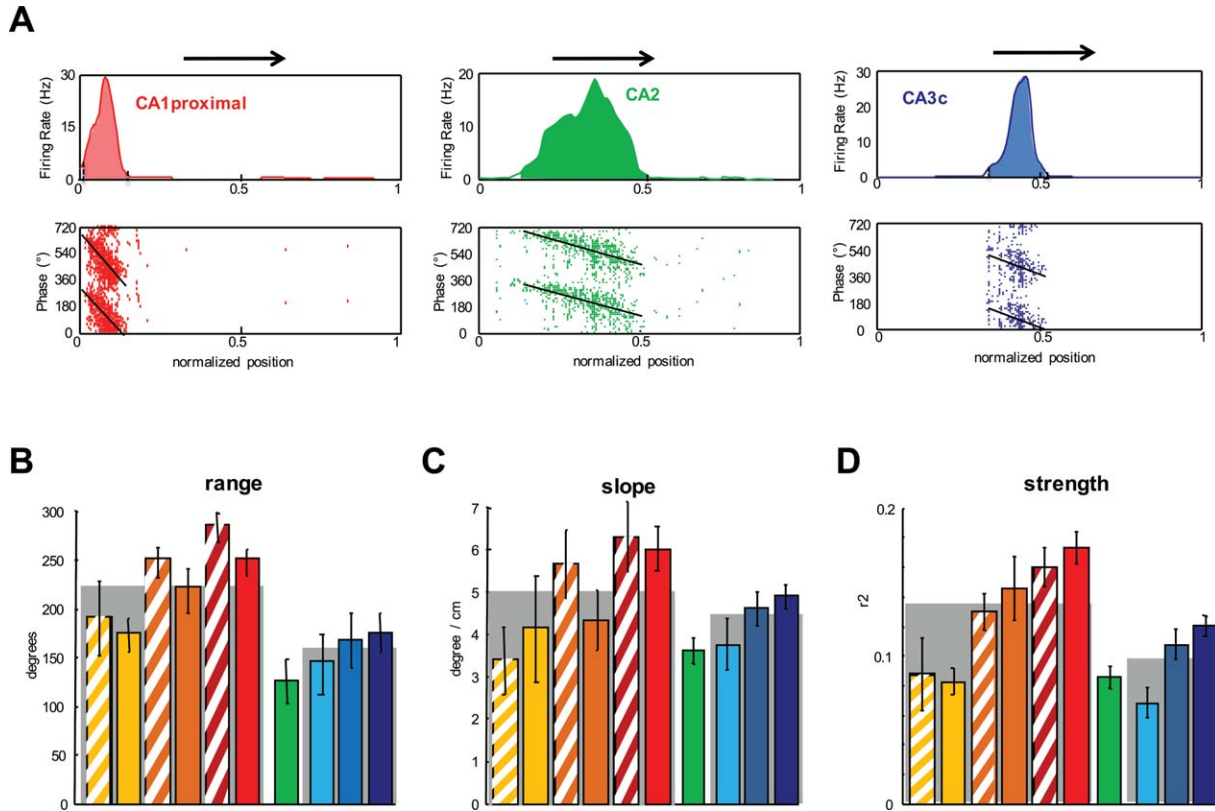 A
CA1proximal
Firing Rate (Hz)
30
15
0
0
0.5
1
Phase (°)
720
540
360
180
0
0
0.5
1
normalized position
CA2
Firing Rate (Hz)
20
10
0
0
0.5
1
Phase (°)
720
540
360
180
0
0
0.5
1
normalized position
CA3c
Firing Rate (Hz)
30
20
10
0
0
0.5
1
Phase (°)
720
540
360
180
0
0
0.5
1
normalized position
B
range
degrees
300
250
200
150
100
50
0
C
slope
degree / cm
7
6
5
4
3
2
1
0
D
strength
r2
0.2
0.1
0